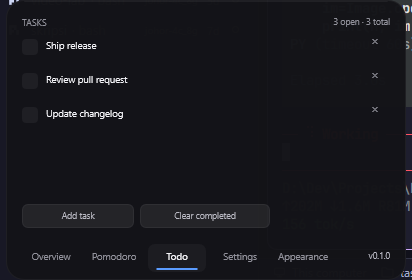 TASKS 3 open · 3 total
Ship release ×
Review pull request ×
Update changelog ×
Add task Clear completed
Overview Pomodoro Todo Settings Appearance v0.1.0